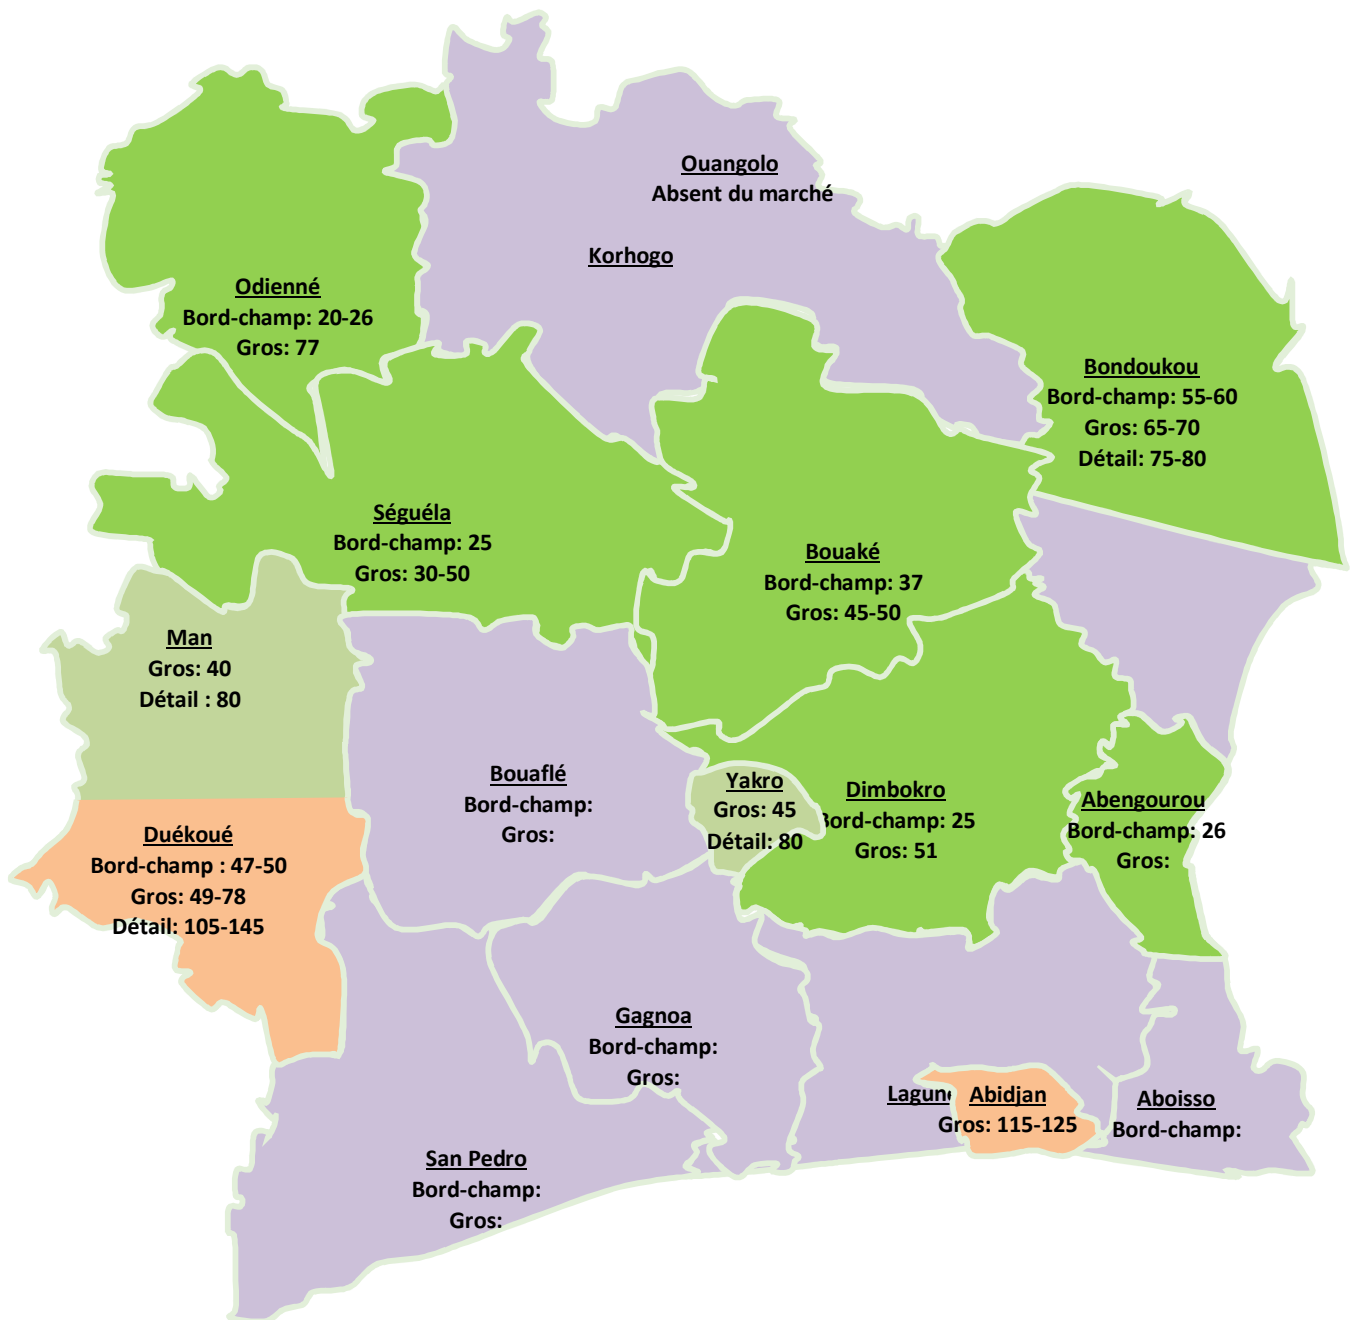 Ouangolo
Absent du marché
Korhogo
Odienné
Bord-champ: 20-26
Gros: 77
Bondoukou
Bord-champ: 55-60
Gros: 65-70
Détail: 75-80
Séguéla
Bord-champ: 25
Gros: 30-50
Bouaké
Bord-champ: 37
Gros: 45-50
Man
Gros: 40
Détail : 80
Bouaflé
Bord-champ:
Gros:
Yakro
Gros: 45
Détail: 80
Dimbokro
Bord-champ: 25
Gros: 51
Abengourou
Bord-champ: 26
Gros:
Duékoué
Bord-champ : 47-50
Gros: 49-78
Détail: 105-145
Gagnoa
Bord-champ:
Gros:
Lagune
Abidjan
Gros: 115-125
Aboisso
Bord-champ:
San Pedro
Bord-champ:
Gros: